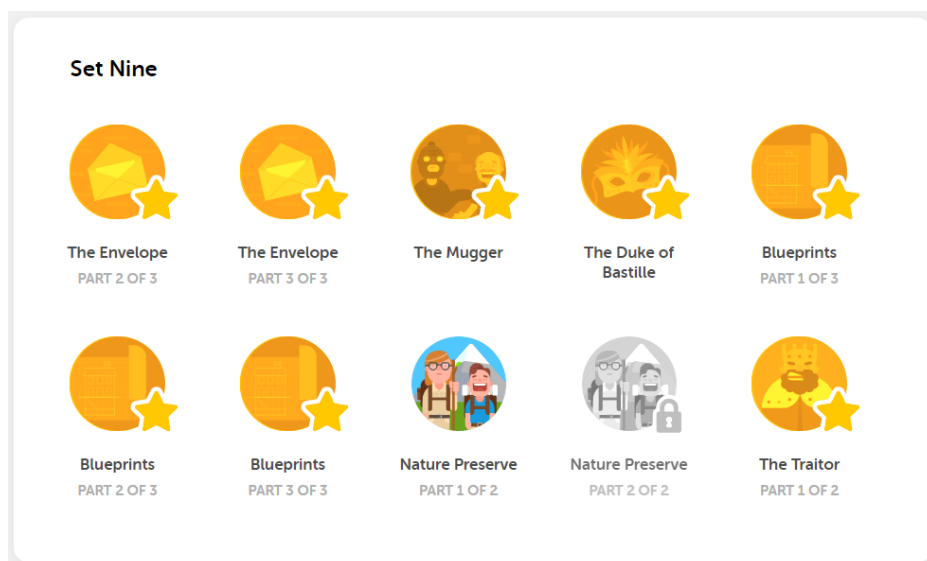 Set Nine
The Envelope
PART 2 OF 3
The Envelope
PART 3 OF 3
The Mugger
The Duke of
Bastille
Blueprints
PART 1 OF 3
Blueprints
PART 2 OF 3
Blueprints
PART 3 OF 3
Nature Preserve
PART 1 OF 2
Nature Preserve
PART 2 OF 2
The Traitor
PART 1 OF 2